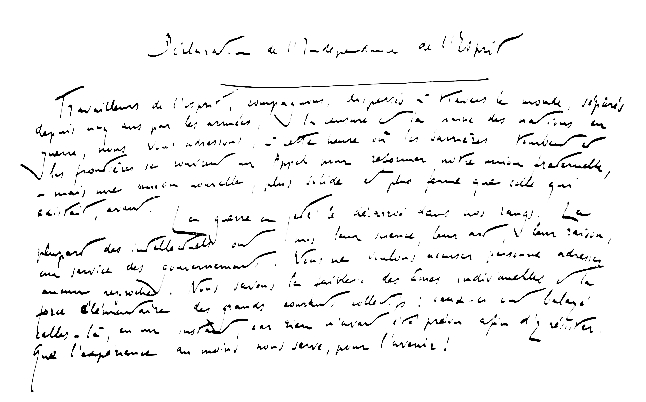 Déclaration de l'Indépendance de l'Esprit
Travailleurs de l'esprit, compagnons, dispersés à travers le monde, séparés
depuis cinq ans par les armées, la censure et la haine des nations en
guerre, nous vous adressons, à cette heure où les barrières tombent et
les frontières se rouvrent un Appel pour reformer notre union fraternelle,
– mais une union nouvelle, plus solide et plus ferme que celle qui
existait, avant.
La guerre a jeté le désarroi dans nos rangs. La
plupart des intellectuels ont mis leur science, leur art, leur raison,
au service des gouvernements. Nous ne voulons accuser personne, adresser
aucun reproche. Nous savons la faiblesse des âmes individuelles et la
force élémentaire des grands courants collectifs ; ceux-ci ont balayé
celles-là, en un instant car rien n'avait été prévu afin d'y résister.
Que l'expérience au moins nous serve, pour l'avenir !